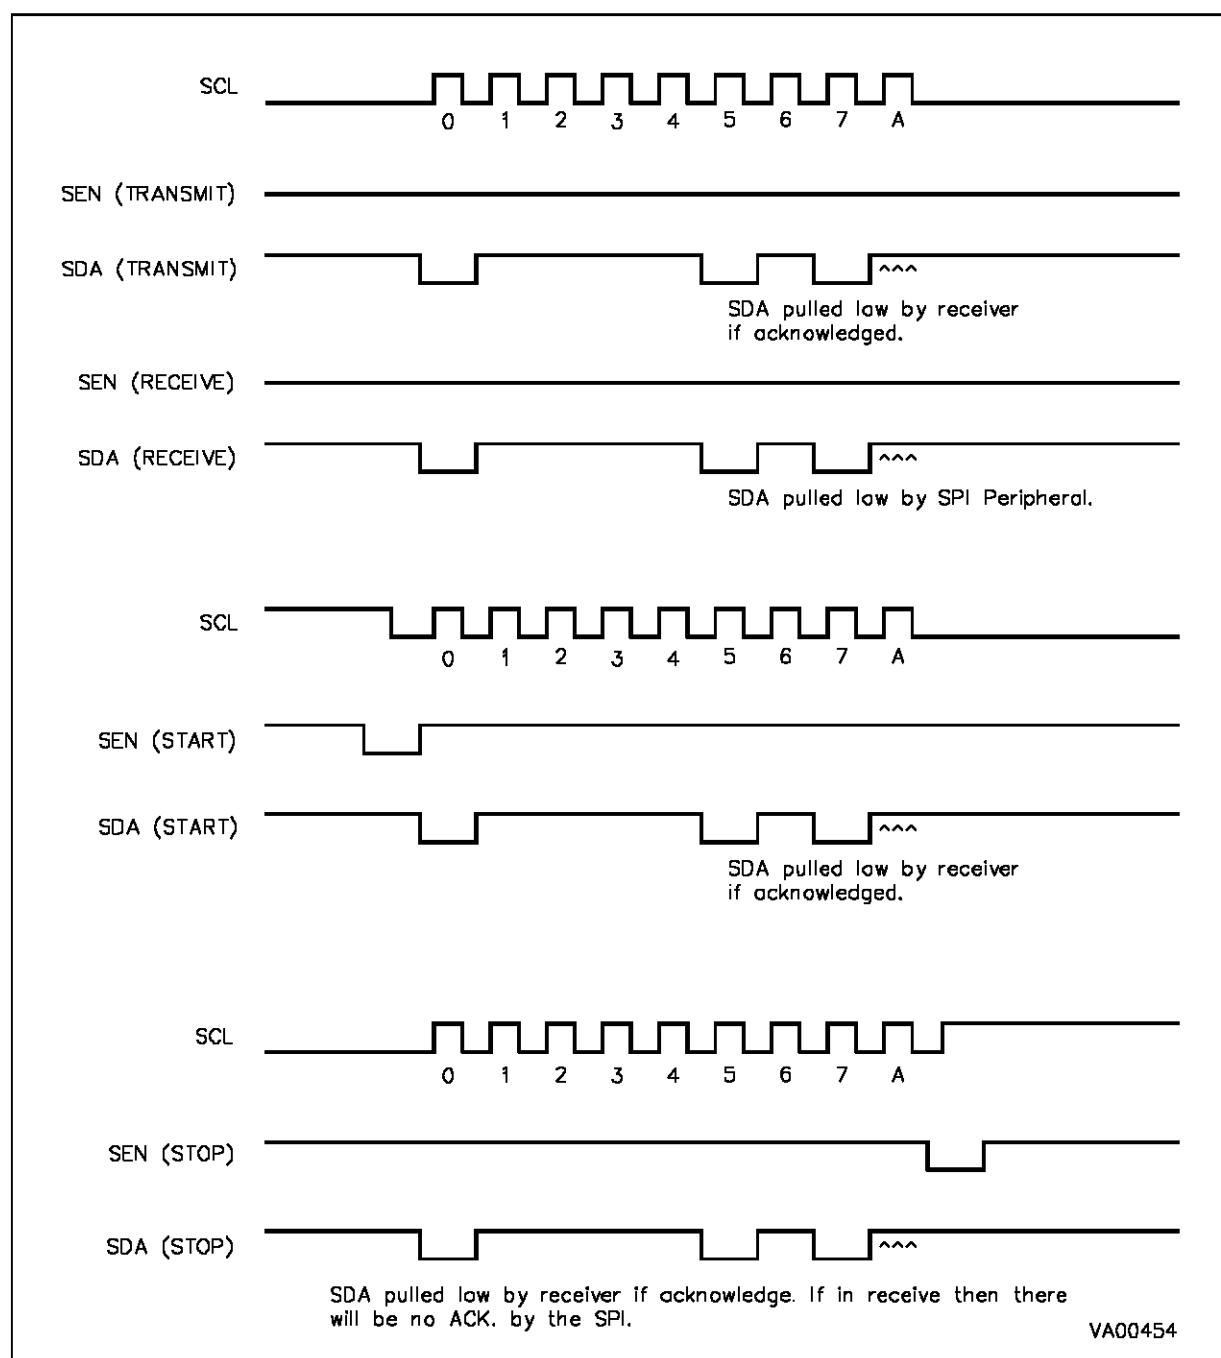 SCL
0 1 2 3 4 5 6 7 A
SEN (TRANSMIT)
SDA (TRANSMIT)
^^^
SDA pulled low by receiver
if acknowledged.
SEN (RECEIVE)
SDA (RECEIVE)
^^^
SDA pulled low by SPI Peripheral.
SCL
0 1 2 3 4 5 6 7 A
SEN (START)
SDA (START)
^^^
SDA pulled low by receiver
if acknowledged.
SCL
0 1 2 3 4 5 6 7 A
SEN (STOP)
SDA (STOP)
^^^
SDA pulled low by receiver if acknowledge. If in receive then there
will be no ACK. by the SPI.
VA00454